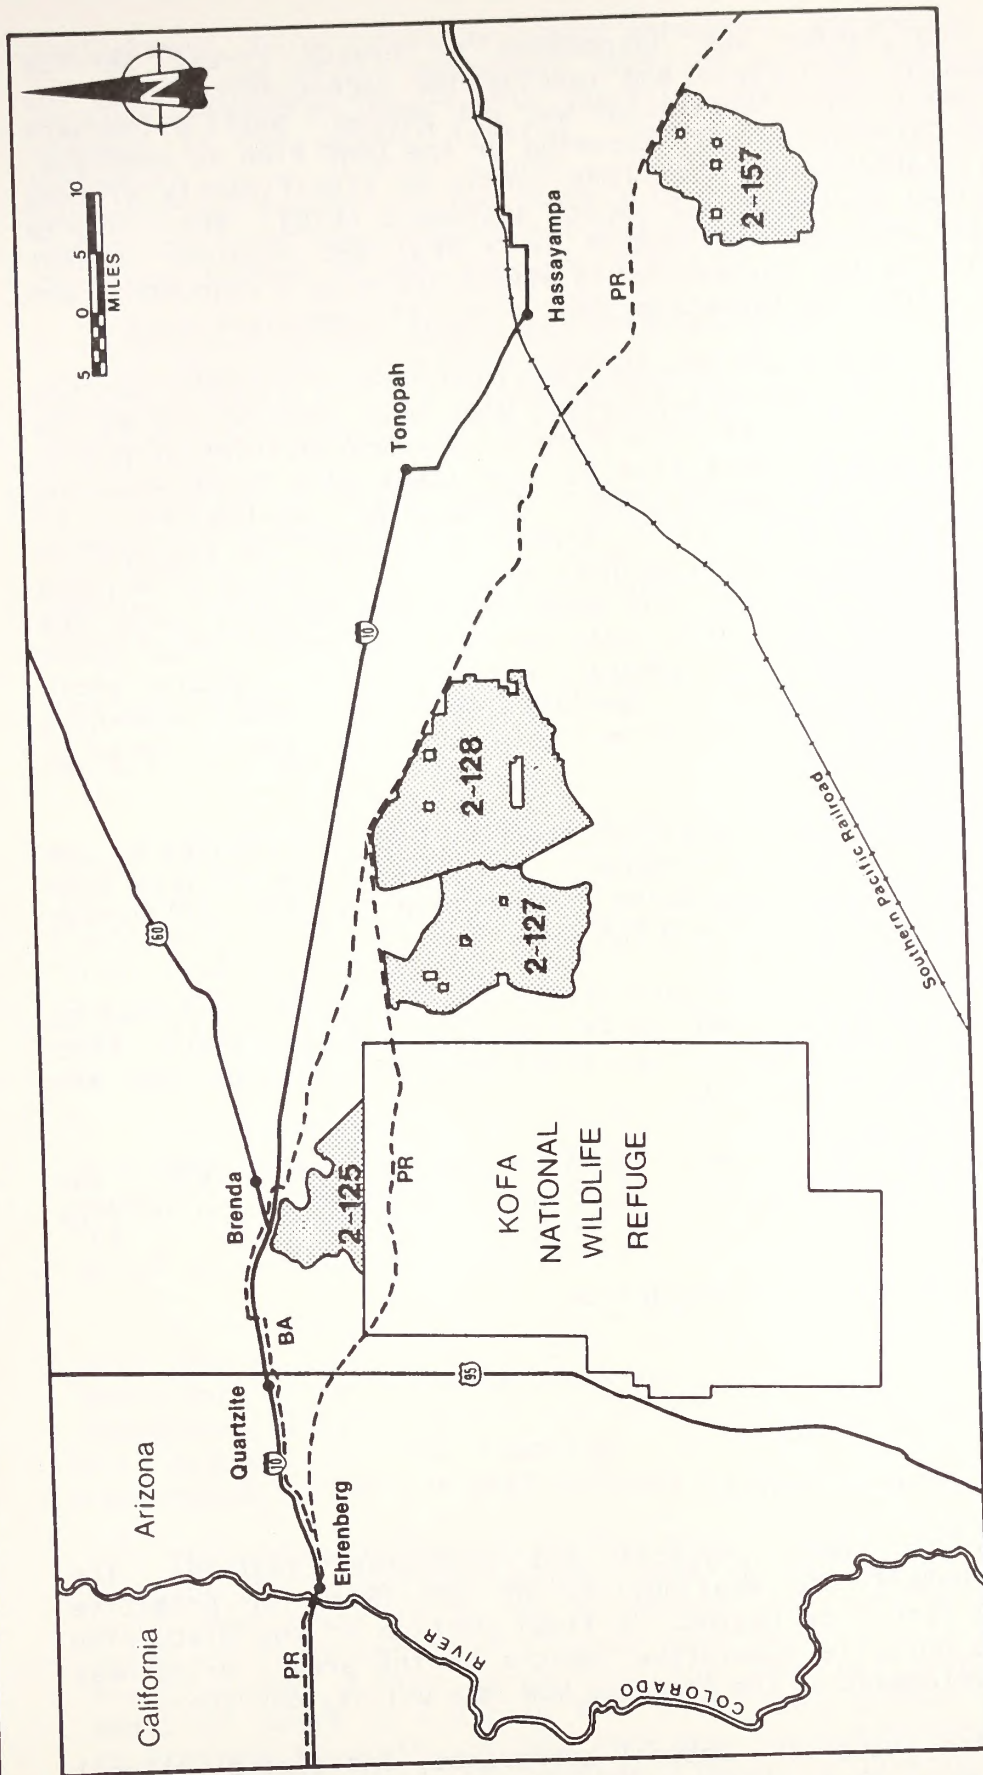 California
Arizona
N
5 0 5 10
MILES
60
Brenda
Quartzite
10
BA
Ehrenberg
PR
2-125
10
Tonopah
Hassayampa
95
PR
KOFA
NATIONAL
WILDLIFE
REFUGE
2-127
2-128
PR
2-157
COLORADO
RIVER
Southern Pacific Railroad